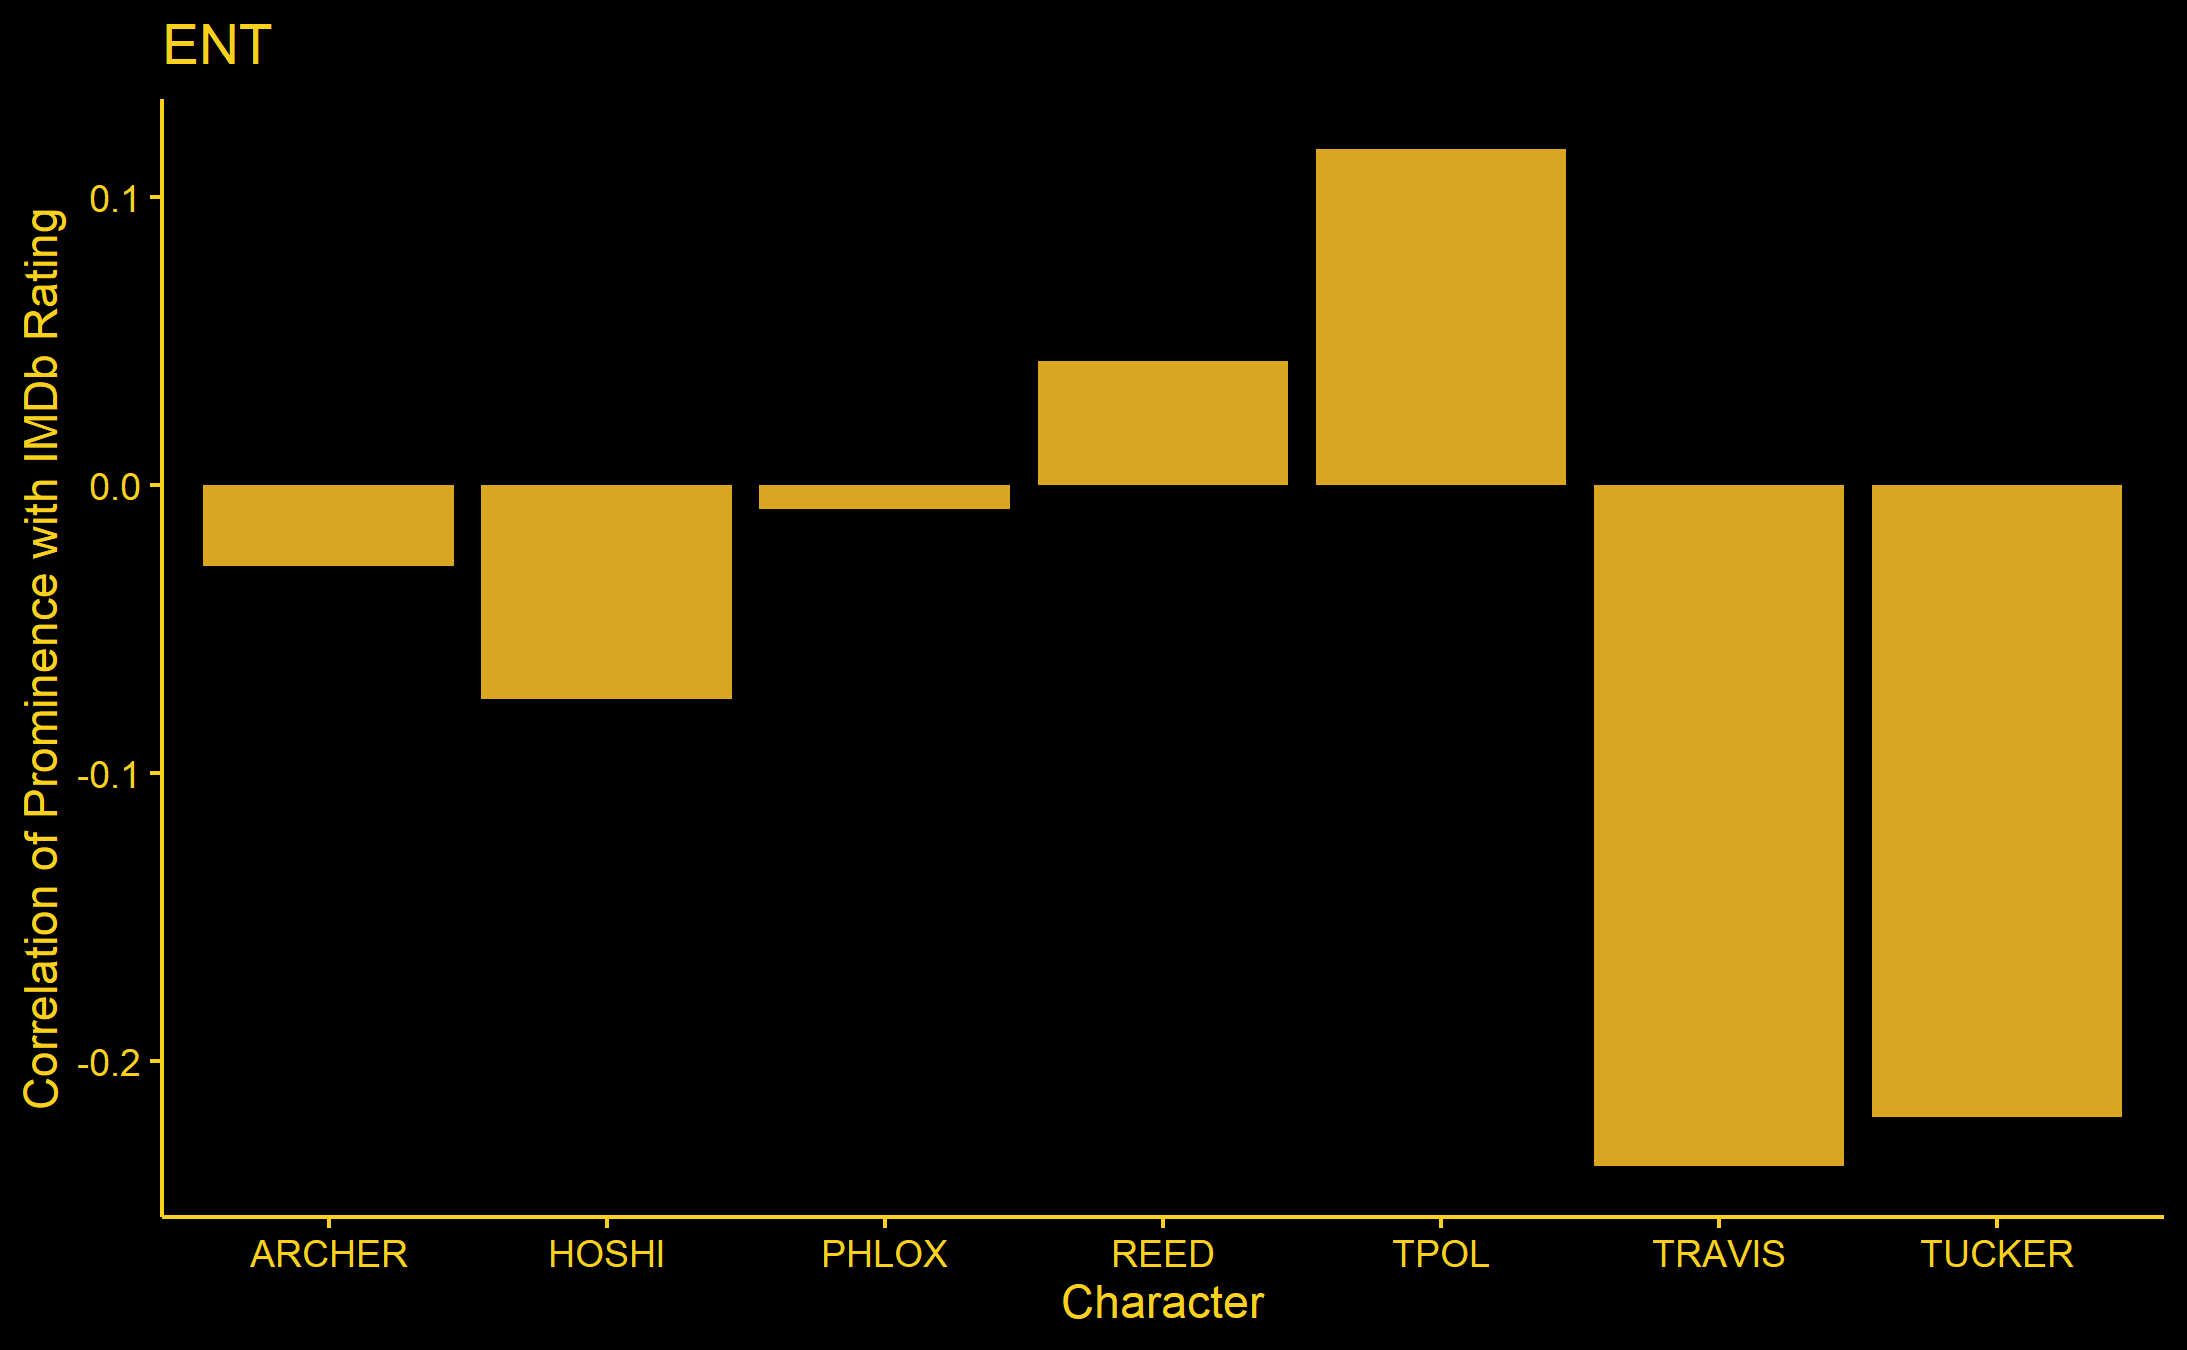 ENT
Correlation of Prominence with IMDb Rating
0.1
0.0
-0.1
-0.2
ARCHER HOSHI PHLOX REED TPOL TRAVIS TUCKER
Character